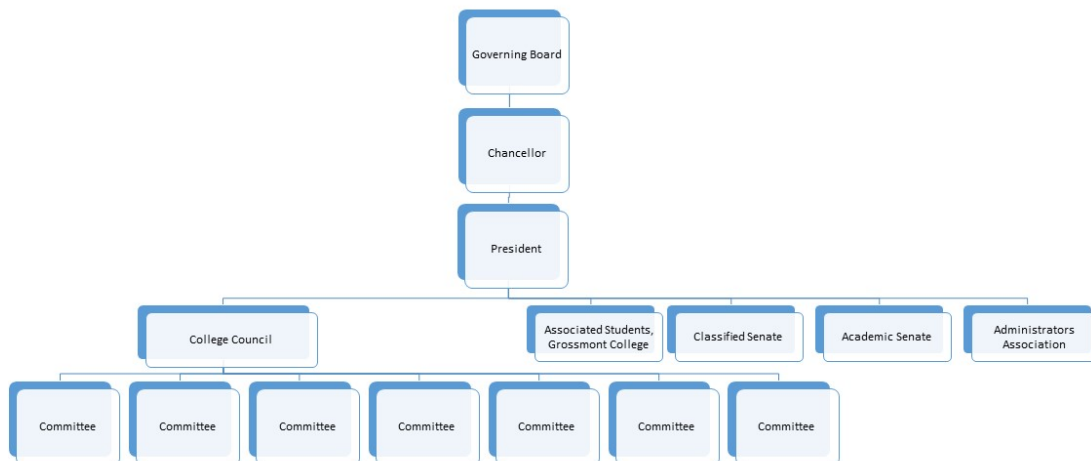 Governing Board
Chancellor
President
College Council
Associated Students,
Grossmont College
Classified Senate
Academic Senate
Administrators
Association
Committee
Committee
Committee
Committee
Committee
Committee
Committee